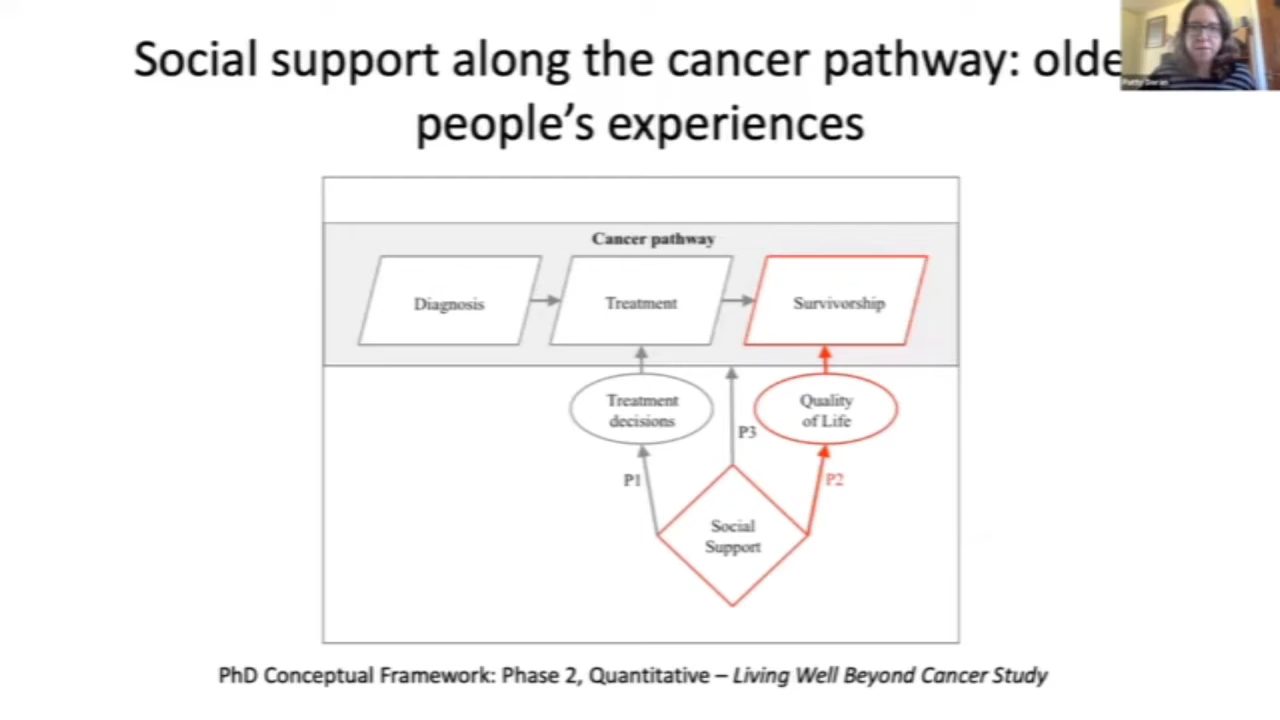 Social support along the cancer pathway: olde
people's experiences
Cancer pathway
Diagnosis
Treatment
Survivorship
Treatment
decisions
Quality
of Life
P3
P1
P2
Social
Support
PhD Conceptual Framework: Phase 2, Quantitative – Living Well Beyond Cancer Study